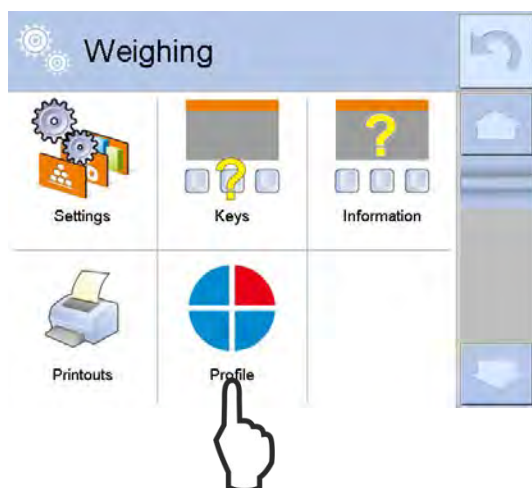 Weighing
Settings
Keys
Information
Printouts
Profile